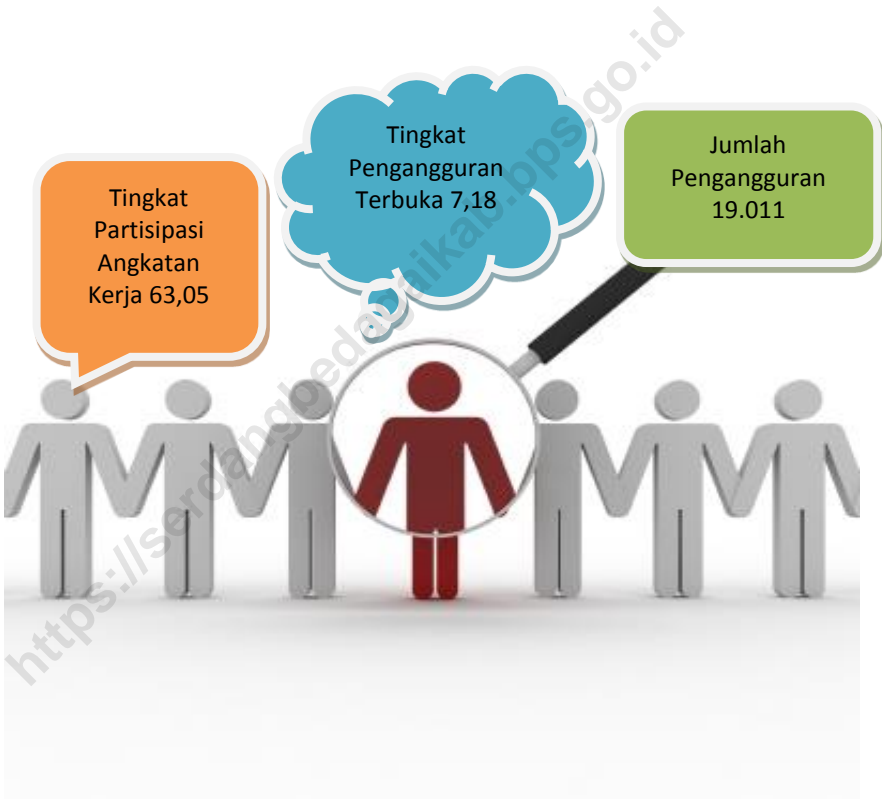 Tingkat
Partisipasi
Angkatan
Kerja 63,05
Tingkat
Pengangguran
Terbuka 7,18
Jumlah
Pengangguran
19.011
https://serdangbedagaikab.bps.go.id